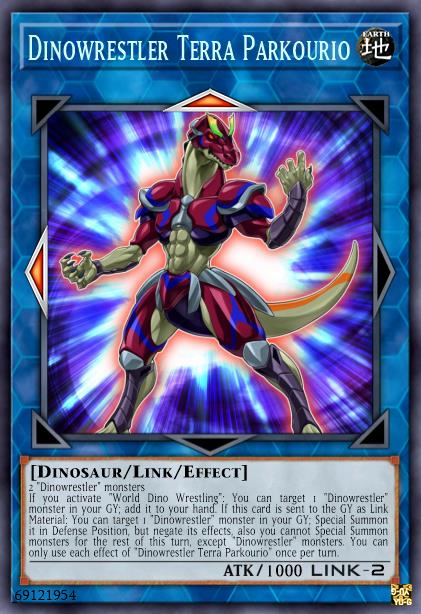 DINOWRESTLER TERRA PARKOURIO
EARTH
地
[DINOSAUR/LINK/EFFECT]
2 "Dinowrestler" monsters
If you activate "World Dino Wrestling": You can target 1 "Dinowrestler"
monster in your GY; add it to your hand. If this card is sent to the GY as Link
Material: You can target 1 "Dinowrestler" monster in your GY; Special Summon
it in Defense Position, but negate its effects, also you cannot Special Summon
monsters for the rest of this turn, except "Dinowrestler" monsters. You can
only use each effect of "Dinowrestler Terra Parkourio" once per turn.
ATK/1000 LINK-2
69121954